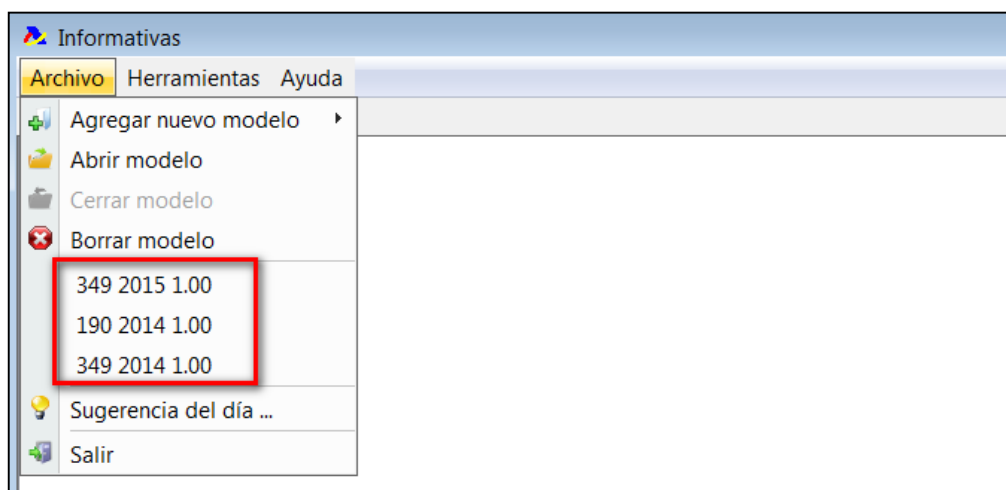 Informativas
Archivo Herramientas Ayuda
Agregar nuevo modelo
Abrir modelo
Cerrar modelo
Borrar modelo
349 2015 1.00
190 2014 1.00
349 2014 1.00
Sugerencia del día ...
Salir